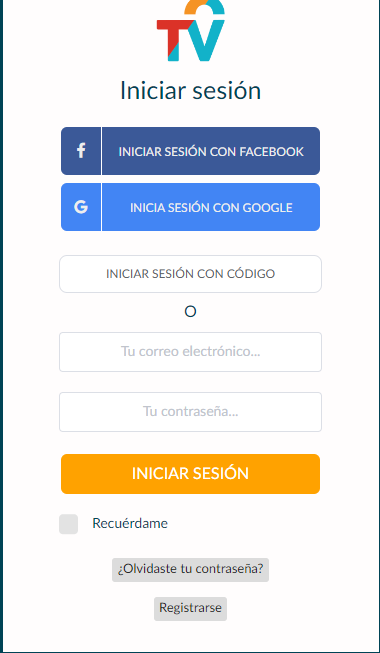 TV
Iniciar sesión
f
INICIAR SESIÓN CON FACEBOOK
G
INICIA SESIÓN CON GOOGLE
INICIAR SESIÓN CON CÓDIGO
O
Tu correo electrónico...
Tu contraseña...
INICIAR SESIÓN
Recuérdame
¿Olvidaste tu contraseña?
Registrarse